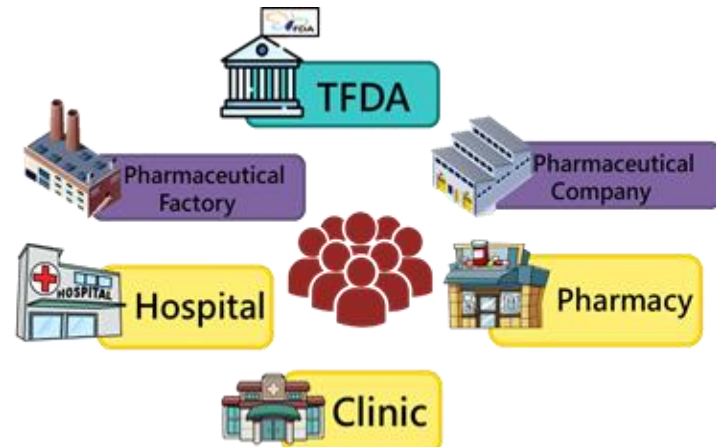 TFDA
Pharmaceutical
Factory
Pharmaceutical
Company
HOSPITAL
Hospital
Pharmacy
Clinic